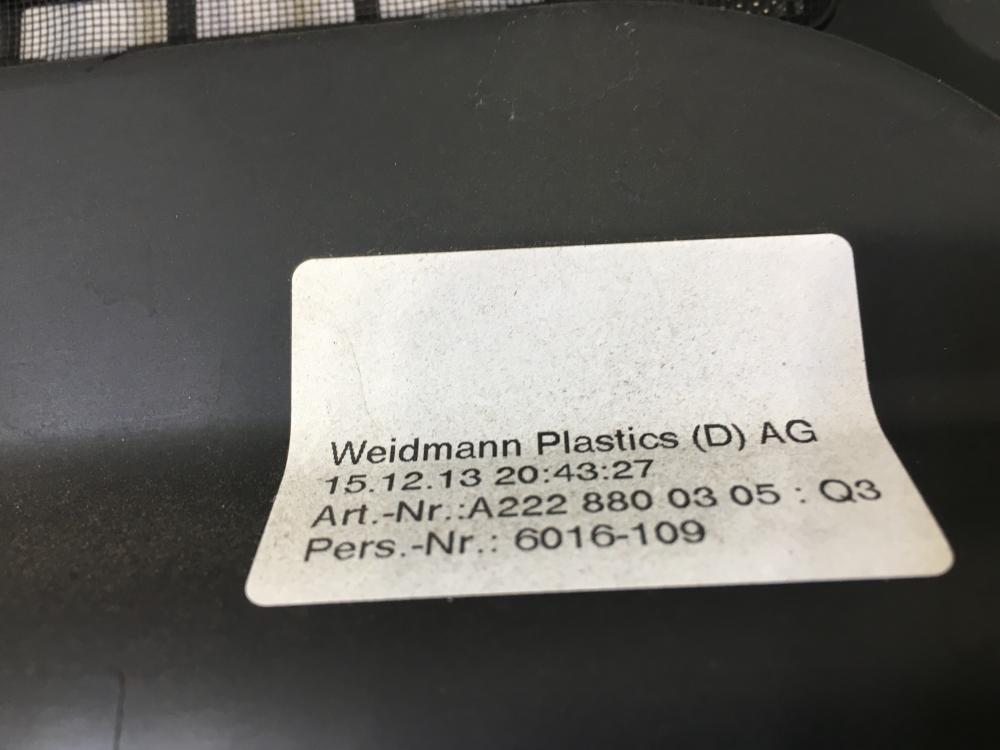 Weidmann Plastics (D) AG
15.12.13 20:43:27
Art.-Nr.:A222 880 03 05 : Q3
Pers.-Nr.: 6016-109